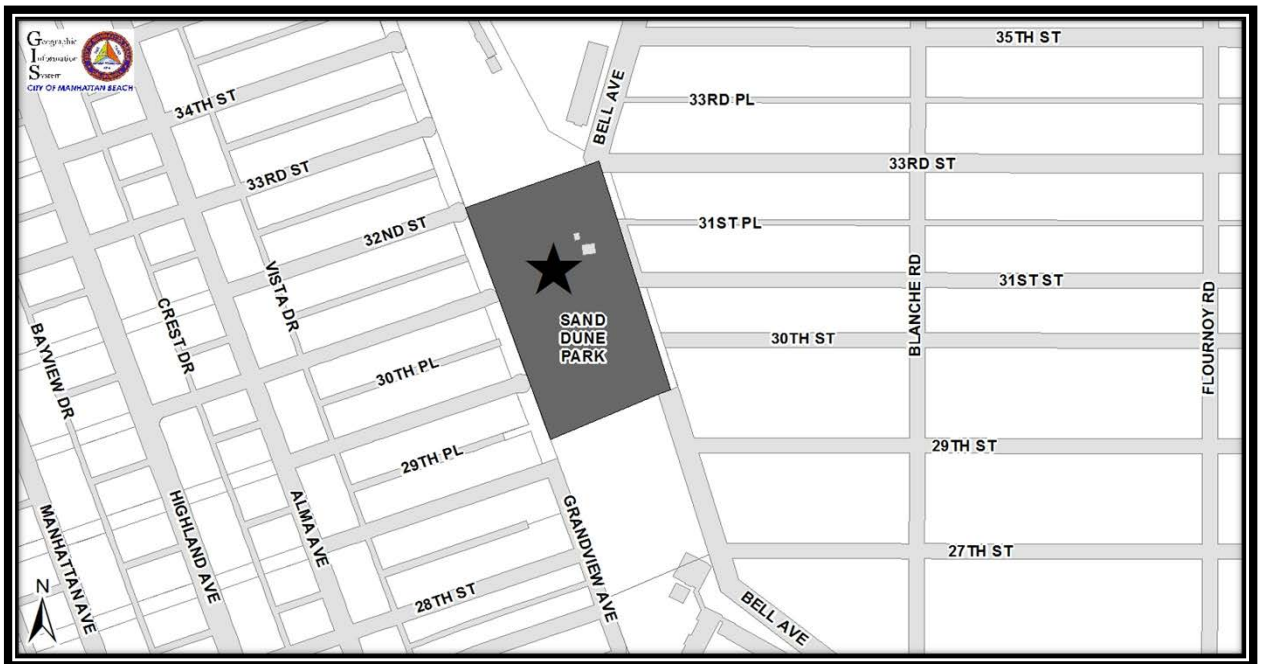 Geographic
Information
System
CITY OF MANHATTAN BEACH
35TH ST
BELL AVE
33RD PL
34TH ST
33RD ST
33RD ST
32ND ST
31ST PL
VISTA DR
31ST ST
BLANCHE RD
FLOURNOY RD
CREST DR
SAND
DUNE
PARK
30TH ST
BAYVIEW DR
30TH PL
29TH ST
29TH PL
HIGHLAND AVE
ALMA AVE
GRANDVIEW AVE
MANHATTAN AVE
27TH ST
28TH ST
BELL AVE
N